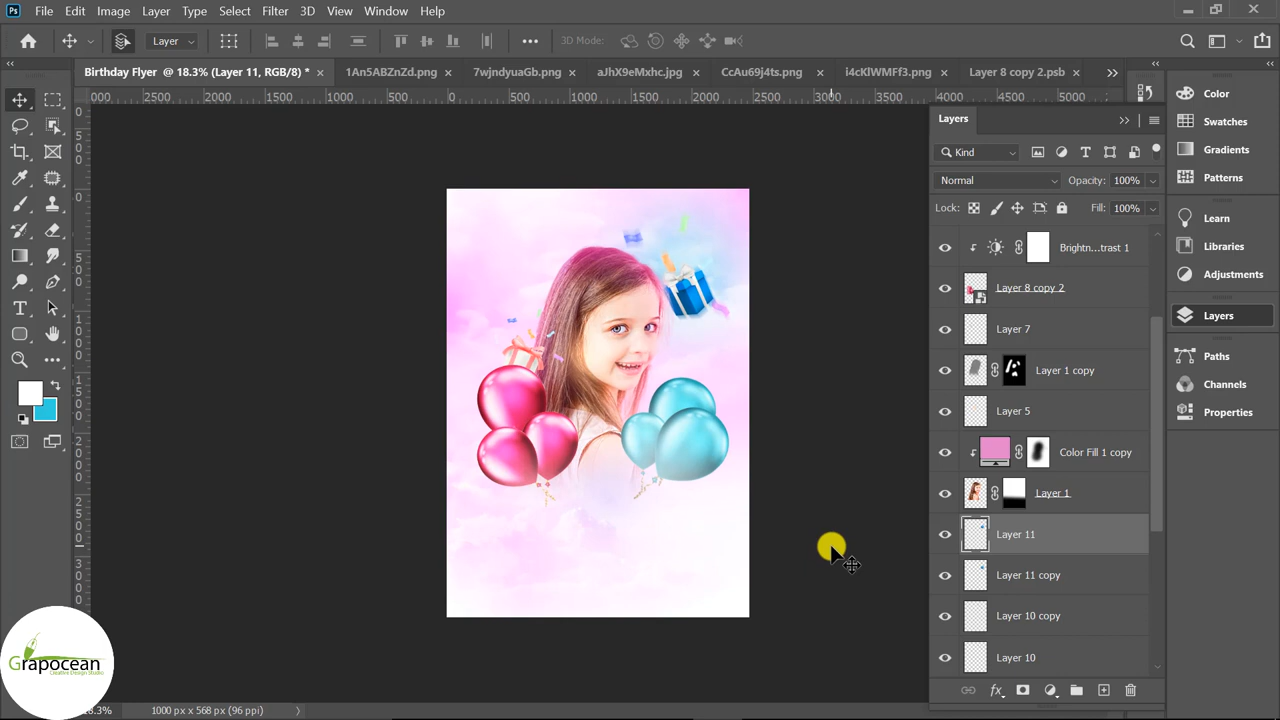 Ps File Edit Image Layer Type Select Filter 3D View Window Help
Layer 3D Mode:
Birthday Flyer @ 18.3% (Layer 11, RGB/8) * 1An5ABZnZd.png 7wjndyuaGb.png aJhX9eMxhc.jpg CcAu69j4ts.png i4cKlWMFf3.png Layer 8 copy 2.psb
000 2500 2000 1500 1000 500 0 500 1000 1500 2000 2500 3000 3500 4000 4500 5000
Layers
Kind
Normal Opacity: 100%
Lock: Fill: 100%
Brightn...trast 1
Layer 8 copy 2
Layer 7
Layer 1 copy
Layer 5
Color Fill 1 copy
Layer 1
Layer 11
Layer 11 copy
Layer 10 copy
Layer 10
fx
Color
Swatches
Gradients
Patterns
Learn
Libraries
Adjustments
Layers
Paths
Channels
Properties
Grapocean
Creative Design Studio
8.3% 1000 px x 568 px (96 ppi)